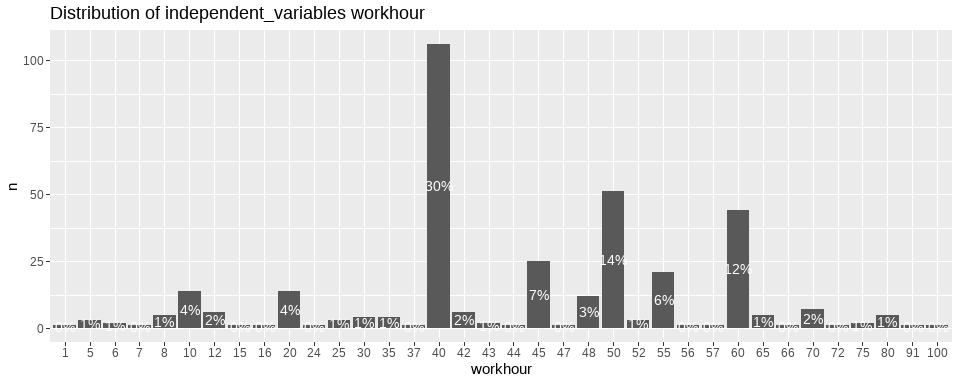 Distribution of independent_variables workhour
100
75
50
25
0
n
3% 1% 4% 2% 4% 1% 1% 1% 30% 2% 7% 3% 14% 1% 6% 12% 1% 2% 1%
1 5 6 7 8 10 12 15 16 20 24 25 30 35 37 40 42 43 44 45 47 48 50 52 55 56 57 60 65 66 70 72 75 80 91 100
workhour